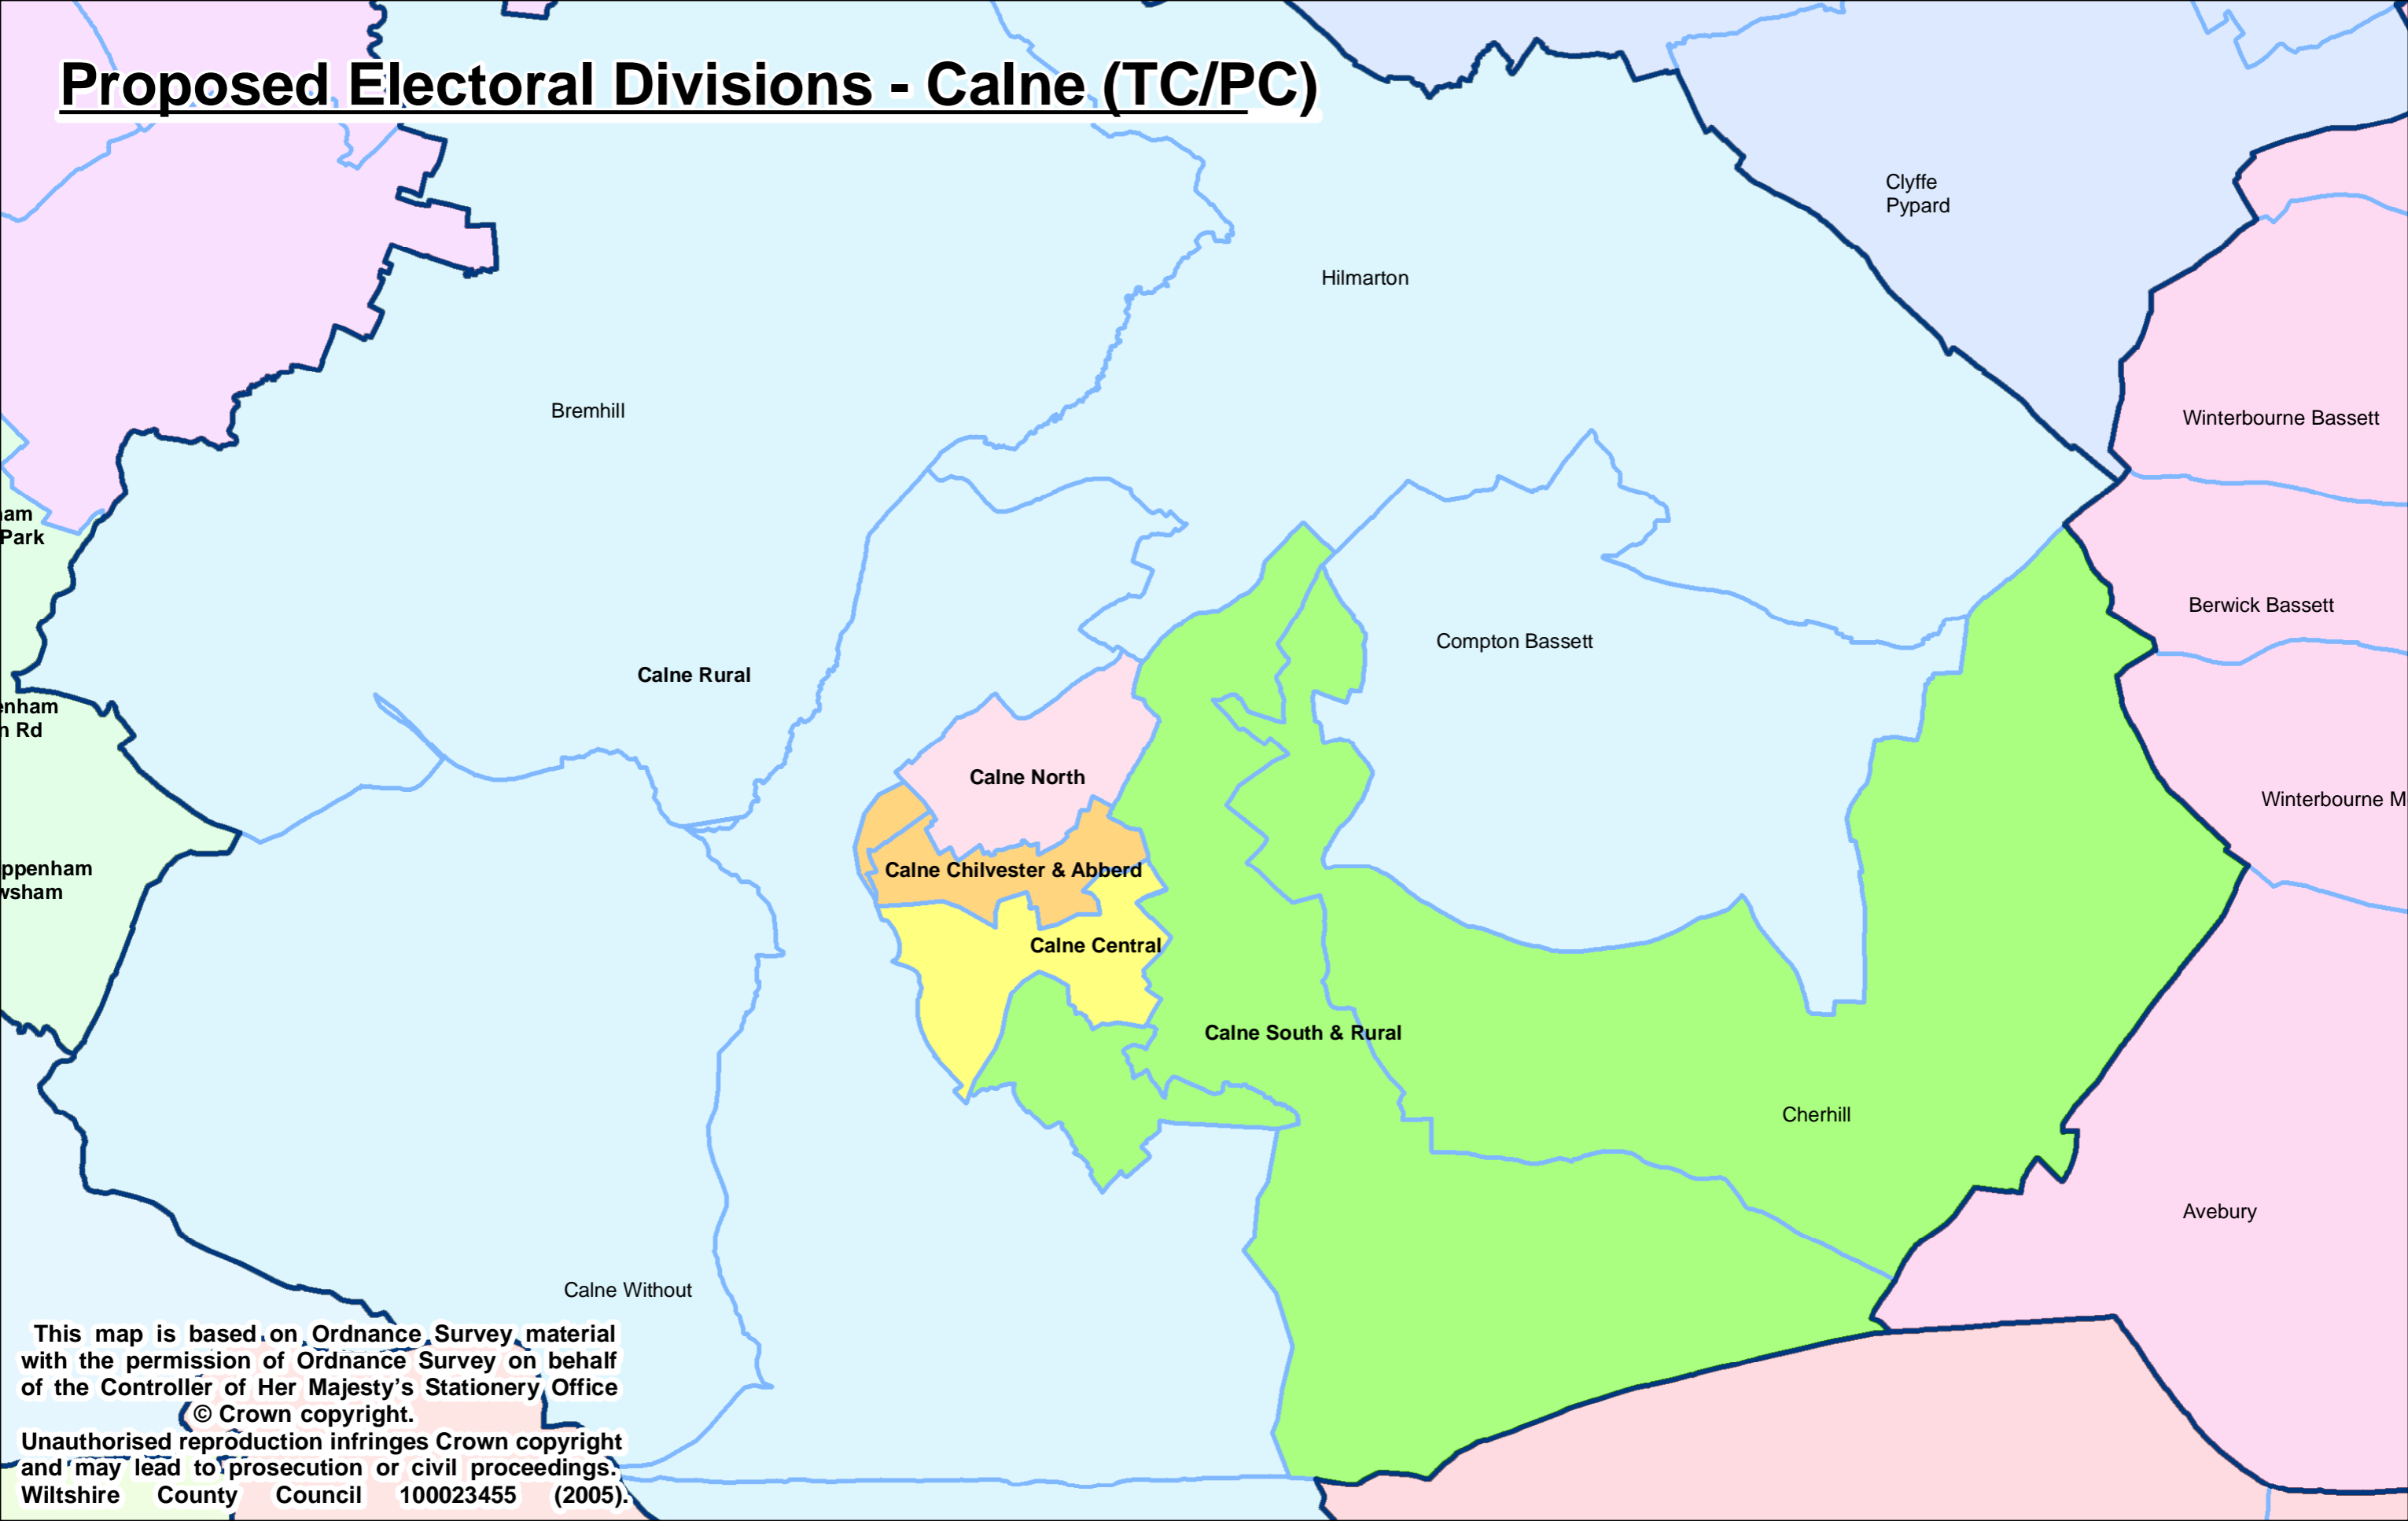 Proposed Electoral Divisions - Calne (TC/PC)
Clyffe
Pypard
Hilmarton
Bremhill
Winterbourne Bassett
Park
Berwick Bassett
Compton Bassett
Calne Rural
Rd
Calne North
Winterbourne M
Calne Chilvester & Abberd
Calne Central
Calne South & Rural
Cherhill
Avebury
Calne Without
This map is based on Ordnance Survey material
with the permission of Ordnance Survey on behalf
of the Controller of Her Majesty's Stationery Office
© Crown copyright.
Unauthorised reproduction infringes Crown copyright
and may lead to prosecution or civil proceedings.
Wiltshire County Council 100023455 (2005).